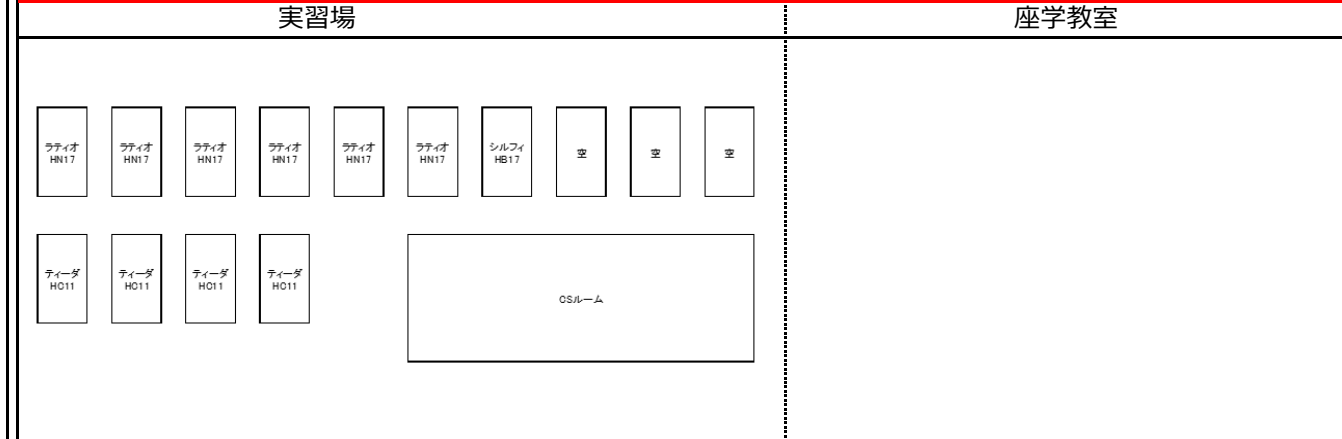 実習場
座学教室
ラティオ
HN17
ラティオ
HN17
ラティオ
HN17
ラティオ
HN17
ラティオ
HN17
ラティオ
HN17
シルフィ
HB17
空
空
空
ティーダ
HC11
ティーダ
HC11
ティーダ
HC11
ティーダ
HC11
CSルーム